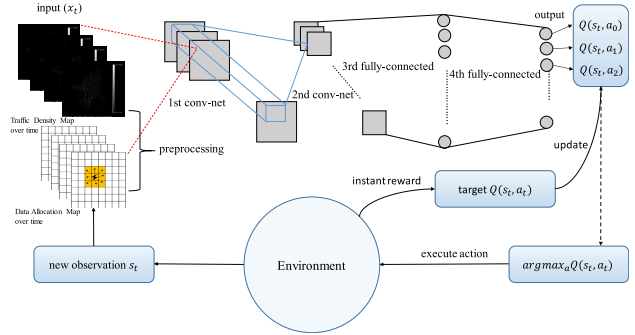 input (x_t)
output
Q(s_t, a_0)
Q(s_t, a_1)
Q(s_t, a_2)
3rd fully-connected
4th fully-connected
1st conv-net
2nd conv-net
Traffic Density Map
over time
preprocessing
update
Data Allocation Map
over time
instant reward
target Q(s_t, a_t)
Environment
execute action
new observation s_t
argmax_a Q(s_t, a_t)